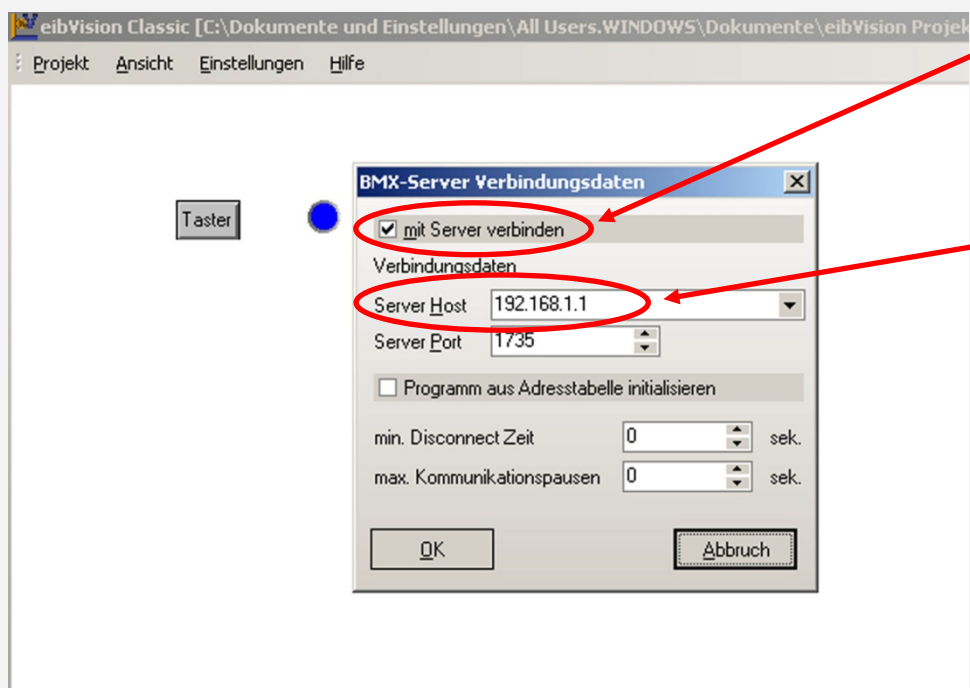 eibVision Classic [C:\Dokumente und Einstellungen\All Users.WINDOWS\Dokumente\eibVision Projek
Projekt Ansicht Einstellungen Hilfe
Taster
BMX-Server Verbindungsdaten
mit Server verbinden
Verbindungsdaten
Server Host 192.168.1.1
Server Port 1735
Programm aus Adresstabelle initialisieren
min. Disconnect Zeit 0 sek.
max. Kommunikationspausen 0 sek.
OK Abbruch